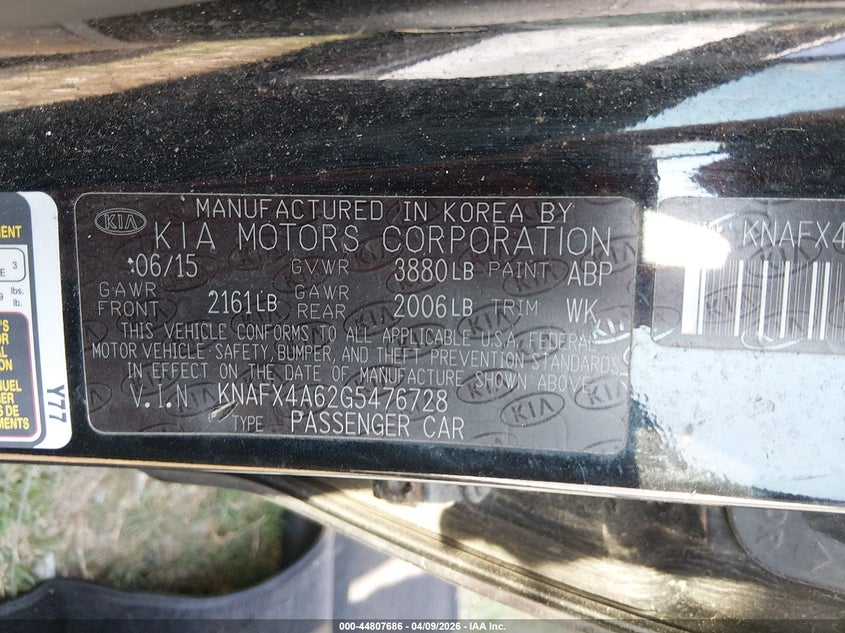 MANUFACTURED IN KOREA BY
KIA
KIA MOTORS CORPORATION
06/15 GVWR 3880LB PAINT ABP
GAWR FRONT 2161LB GAWR REAR 2006LB TRIM WK
THIS VEHICLE CONFORMS TO ALL APPLICABLE U.S.A. FEDERAL
MOTOR VEHICLE SAFETY, BUMPER, AND THEFT PREVENTION STANDARDS
IN EFFECT ON THE DATE OF MANUFACTURE SHOWN ABOVE.
V.I.N KNAFX4A62G5476728
TYPE PASSENGER CAR
KNAFX4
Y77
000-44807686 - 04/09/2026 - IAA Inc.